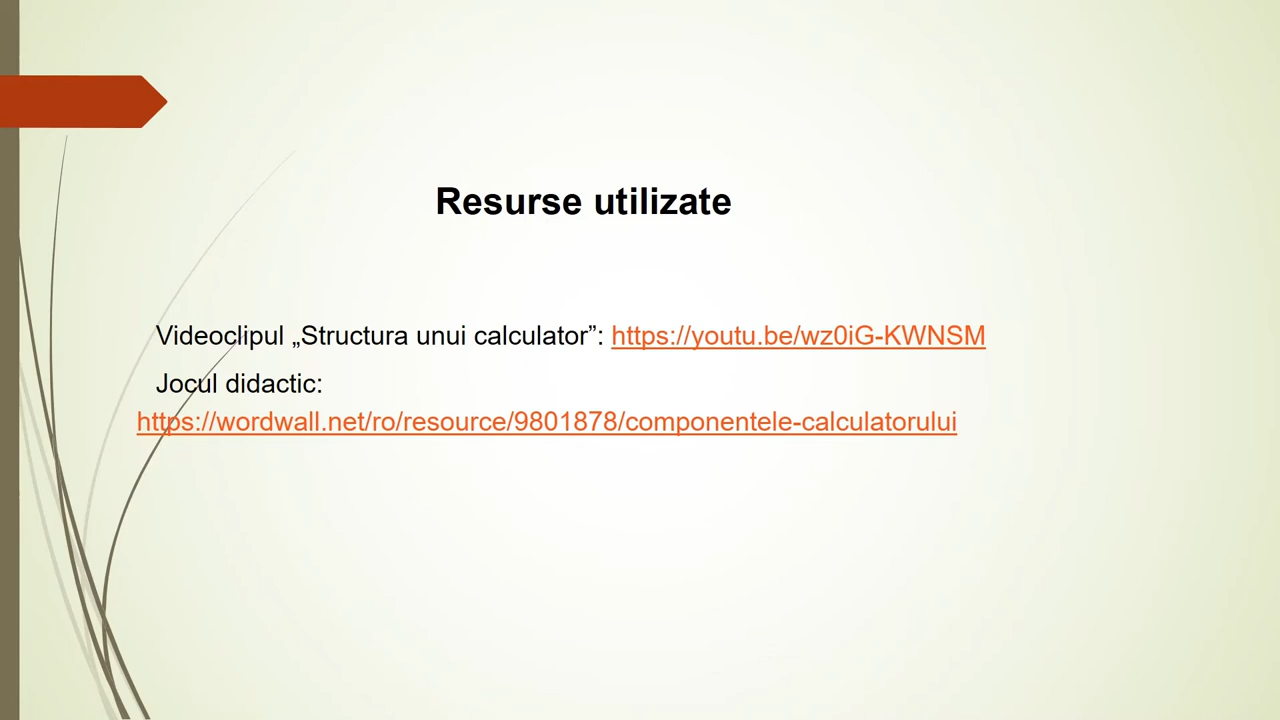 Resurse utilizate
Videoclipul „Structura unui calculator”: https://youtu.be/wz0iG-KWNSM
Jocul didactic:
https://wordwall.net/ro/resource/9801878/componentele-calculatorului